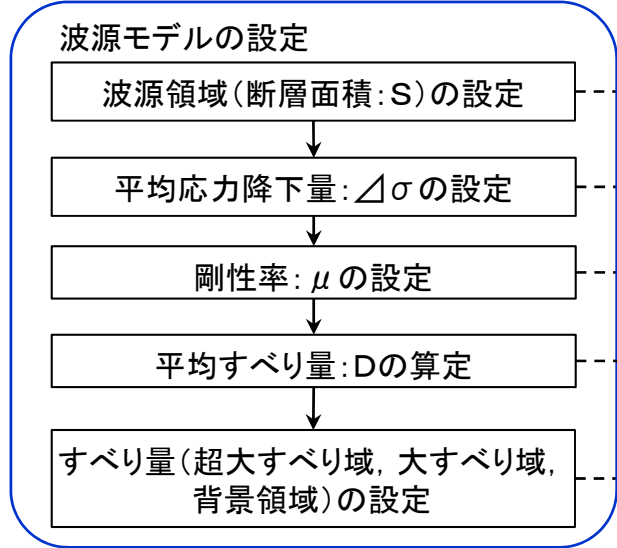 波源モデルの設定
波源領域（断層面積：S）の設定
平均応力降下量：⊿σの設定
剛性率：μの設定
平均すべり量：Dの算定
すべり量（超大すべり域，大すべり域，
背景領域）の設定